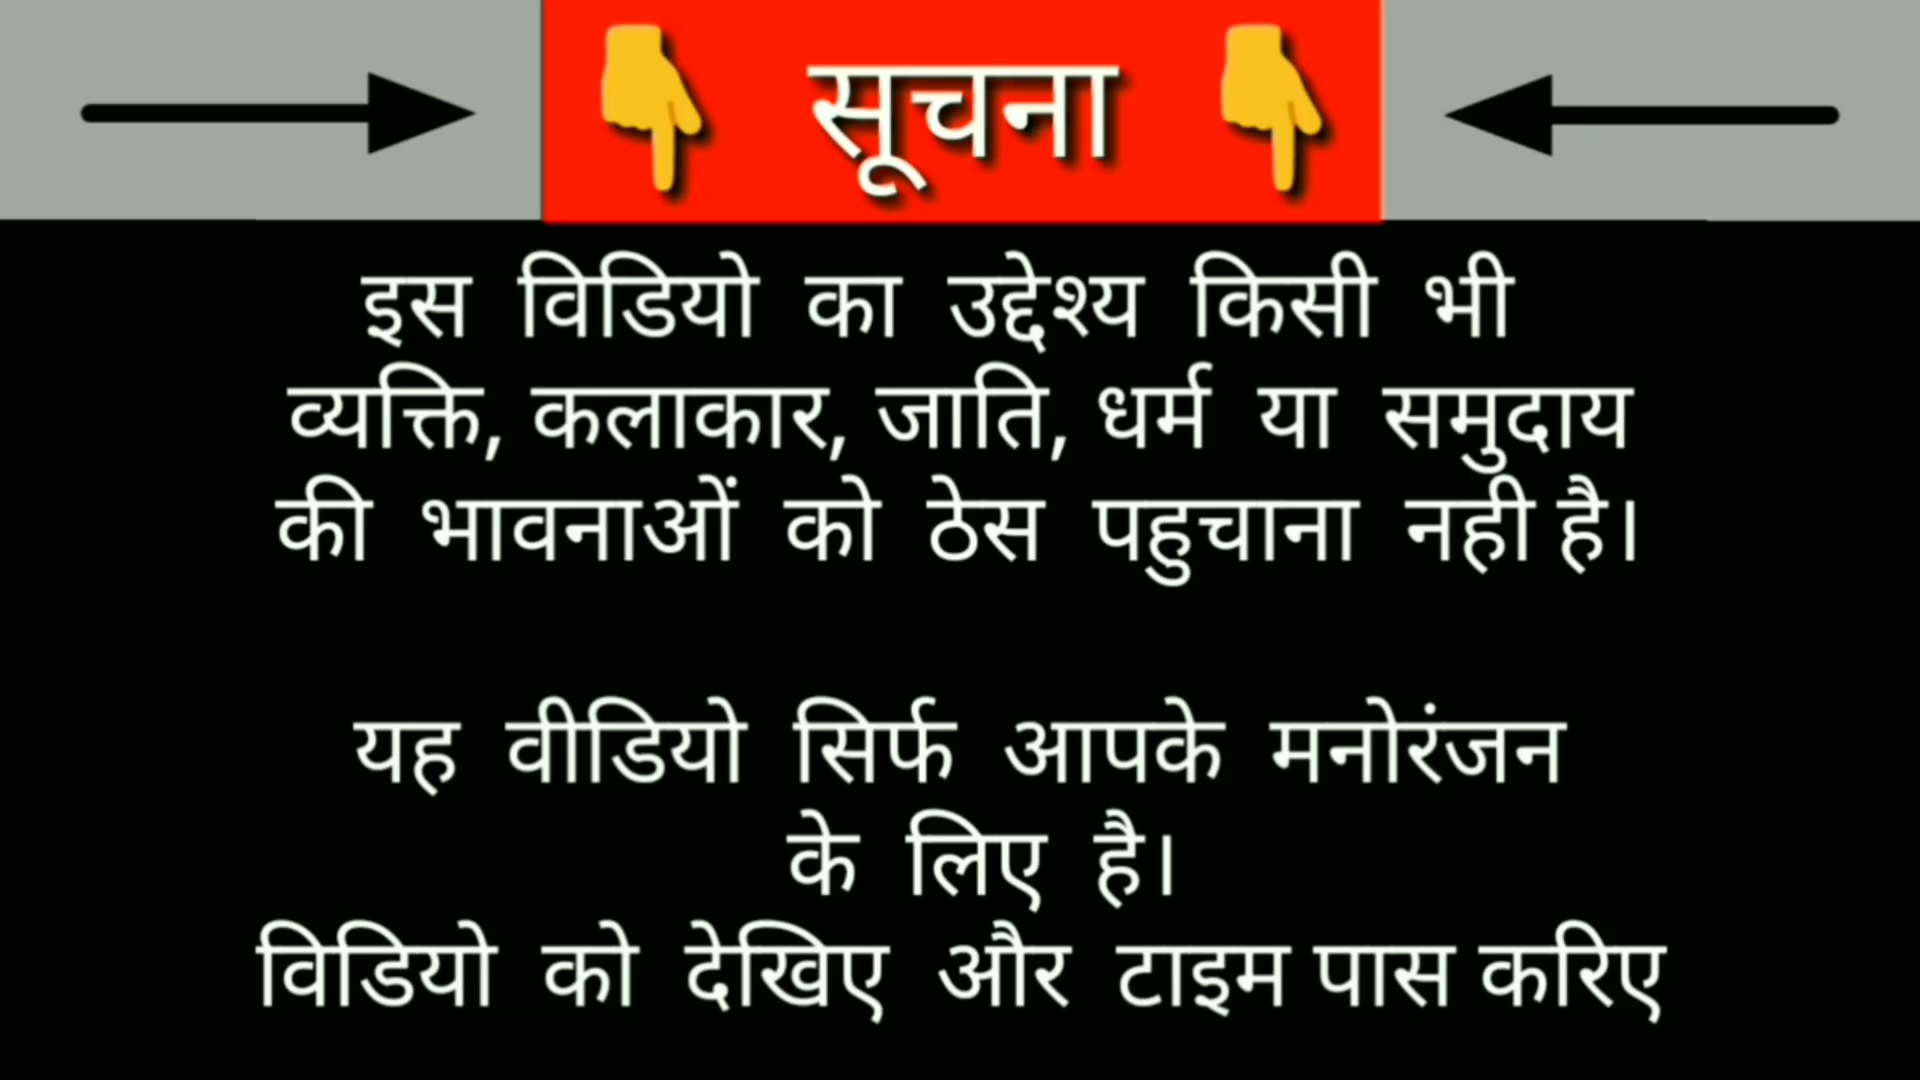 👇 सूचना 👇
इस विडियो का उद्देश्य किसी भी
व्यक्ति, कलाकार, जाति, धर्म या समुदाय
की भावनाओं को ठेस पहुचाना नही है।
यह वीडियो सिर्फ आपके मनोरंजन
के लिए है।
विडियो को देखिए और टाइम पास करिए